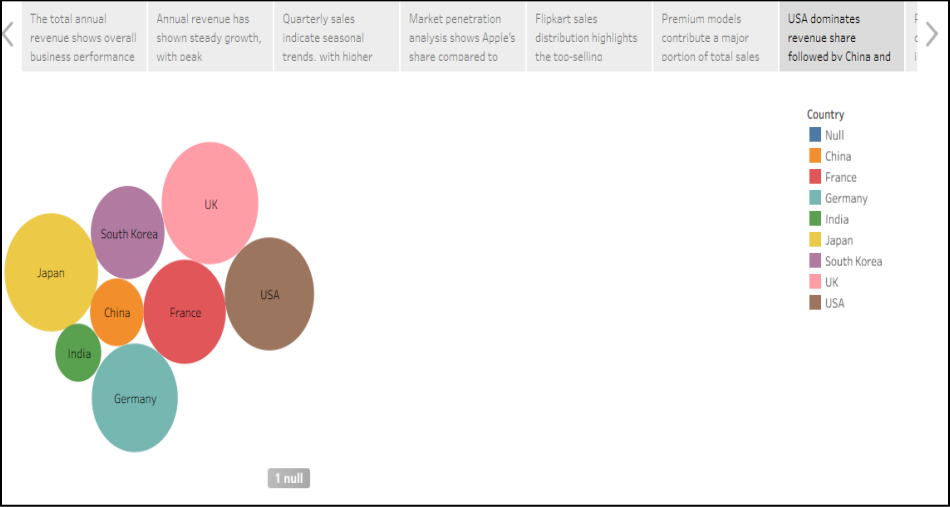 The total annual
revenue shows overall
business performance
Annual revenue has
shown steady growth,
with peak
Quarterly sales
indicate seasonal
trends, with higher
Market penetration
analysis shows Apple's
share compared to
Flipkart sales
distribution highlights
the top-selling
Premium models
contribute a major
portion of total sales
USA dominates
revenue share
followed by China and
Country
Null
China
France
Germany
India
Japan
South Korea
UK
USA
UK
South Korea
Japan
USA
China
France
India
Germany
1 null